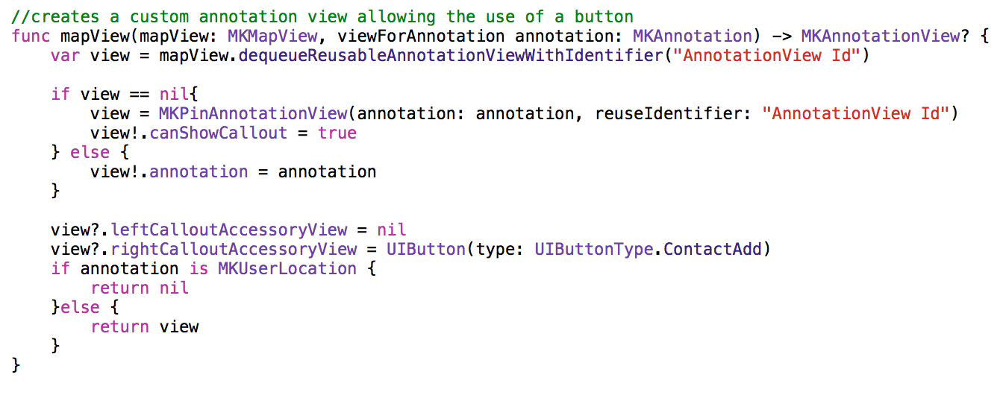 //creates a custom annotation view allowing the use of a button
func mapView(mapView: MKMapView, viewForAnnotation annotation: MKAnnotation) -> MKAnnotationView? {
    var view = mapView.dequeueReusableAnnotationViewWithIdentifier("AnnotationView Id")
    if view == nil{
        view = MKPinAnnotationView(annotation: annotation, reuseIdentifier: "AnnotationView Id")
        view!.canShowCallout = true
    } else {
        view!.annotation = annotation
    }
    view?.leftCalloutAccessoryView = nil
    view?.rightCalloutAccessoryView = UIButton(type: UIButtonType.ContactAdd)
    if annotation is MKUserLocation {
        return nil
    }else {
        return view
    }
}